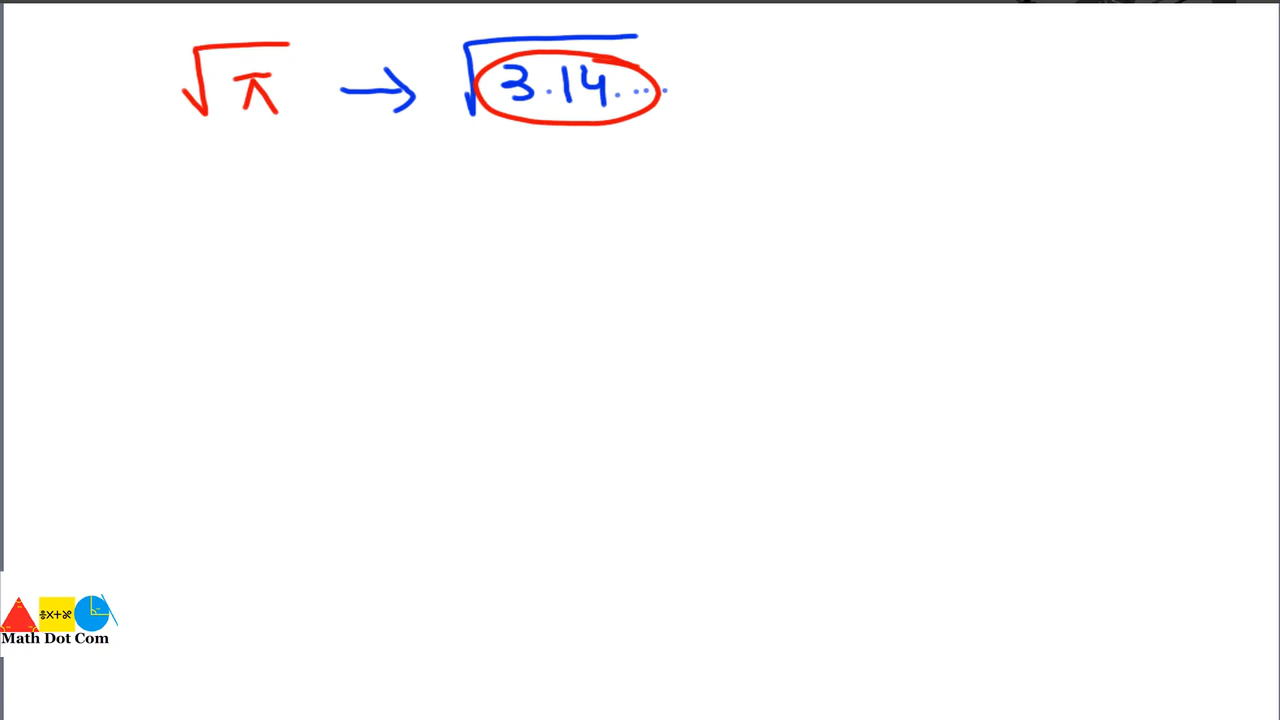 √π → √3.14.....
÷x+উ
Math Dot Com